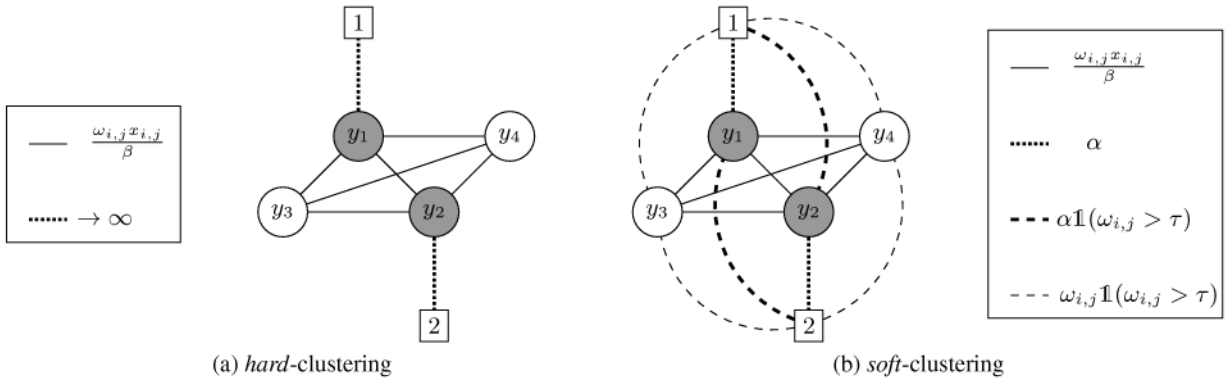 ω_{i,j} x_{i,j} / β
→ ∞
1
y₁
y₄
y₃
y₂
2
(a) hard-clustering
1
y₁
y₄
y₃
y₂
2
(b) soft-clustering
ω_{i,j} x_{i,j} / β
α
α𝟙(ω_{i,j} > τ)
ω_{i,j}𝟙(ω_{i,j} > τ)